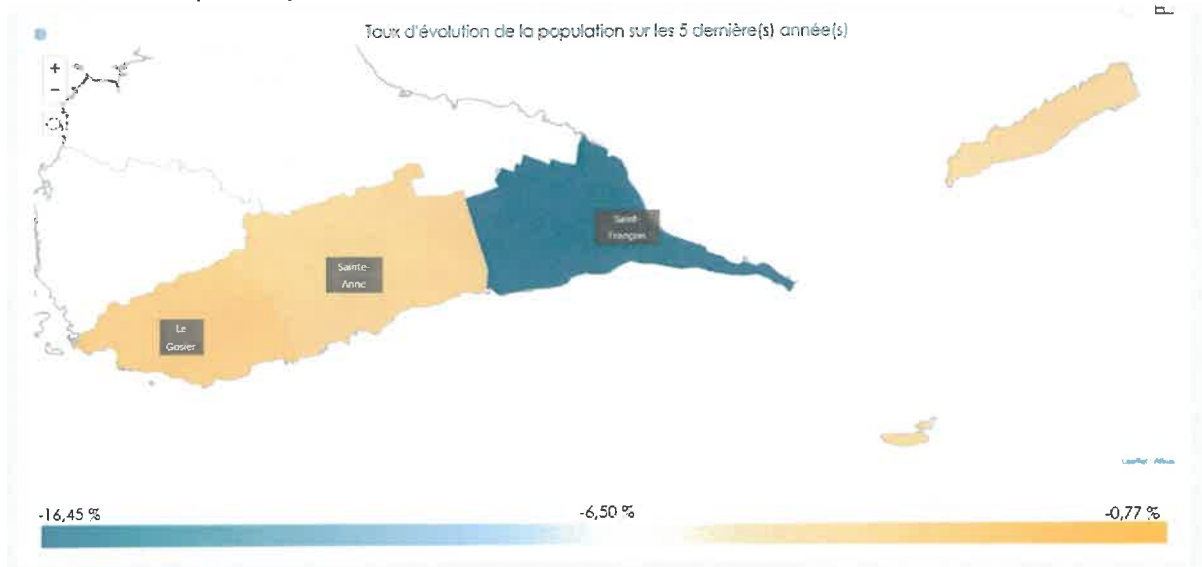 Taux d'évolution de la population sur les 5 dernière(s) année(s)
+
−
Saint-
François
Sainte-
Anne
Le
Gosier
-16,45 %
-6,50 %
-0,77 %